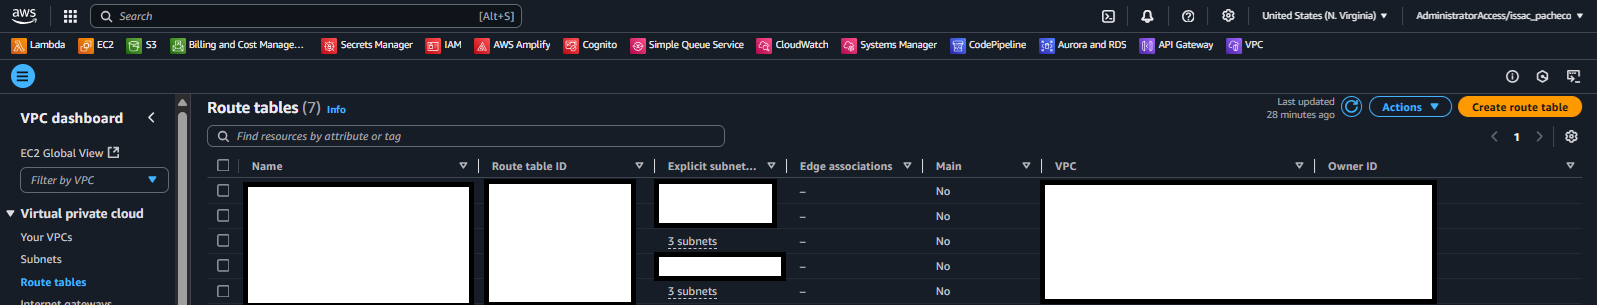 aws Search [Alt+S] United States (N. Virginia) AdministratorAccess/issac_pacheco
Lambda EC2 S3 Billing and Cost Manage... Secrets Manager IAM AWS Amplify Cognito Simple Queue Service CloudWatch Systems Manager CodePipeline Aurora and RDS API Gateway VPC
VPC dashboard
EC2 Global View
Filter by VPC
Virtual private cloud
Your VPCs
Subnets
Route tables
Internet gateways
Route tables (7) Info
Last updated
28 minutes ago
Actions
Create route table
Find resources by attribute or tag
1
Name Route table ID Explicit subnet... Edge associations Main VPC Owner ID
– No
– No
3 subnets – No
– No
3 subnets – No